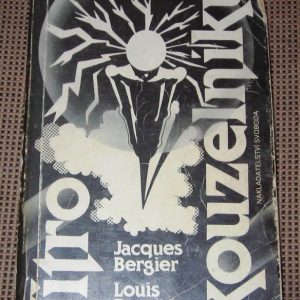 Jitro
kouzelníků
Jacques
Bergier
Louis
NAKLADATELSTVÍ SVOBODA